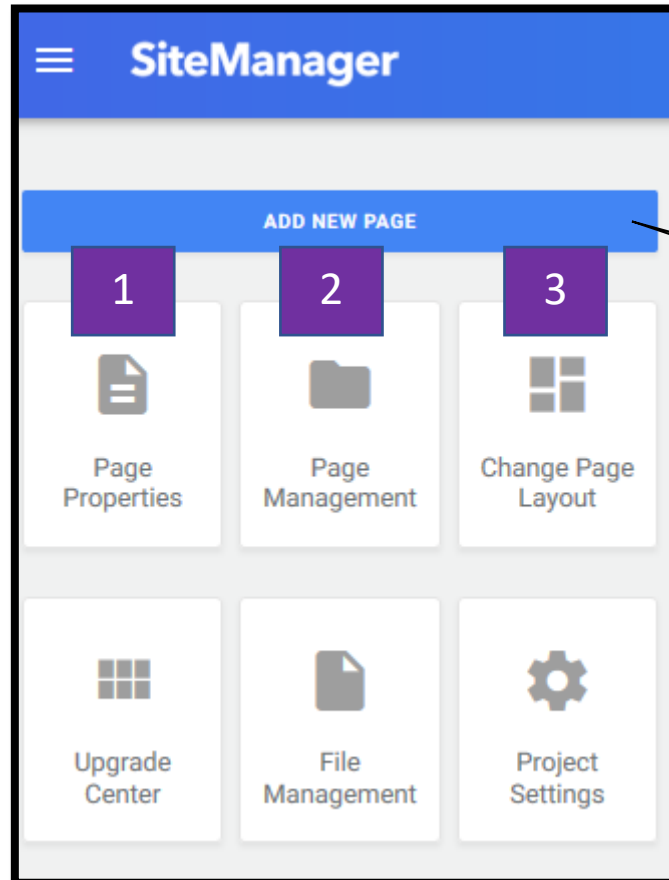 SiteManager
ADD NEW PAGE
1
2
3
Page
Properties
Page
Management
Change Page
Layout
Upgrade
Center
File
Management
Project
Settings